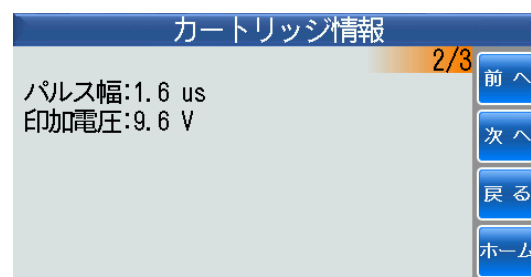 カートリッジ情報
2/3
パルス幅:1.6 us
印加電圧:9.6 V
前 へ
次 へ
戻 る
ホーム